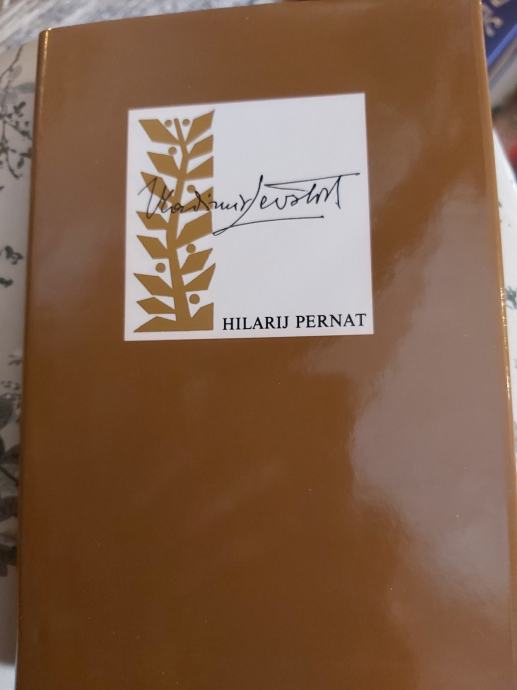 Vladimir Levstik
HILARIJ PERNAT